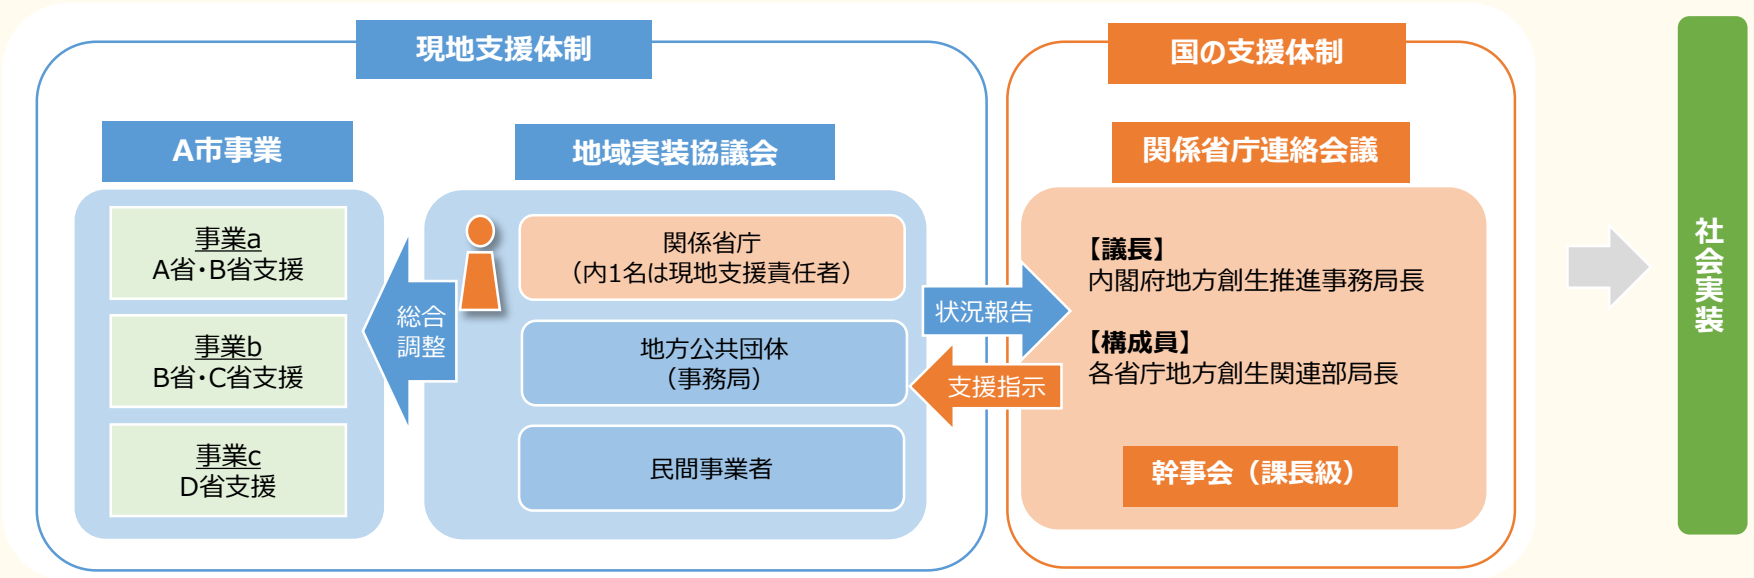 現地支援体制
A市事業
事業a
A省・B省支援
事業b
B省・C省支援
事業c
D省支援
総合
調整
地域実装協議会
関係省庁
（内1名は現地支援責任者）
地方公共団体
（事務局）
民間事業者
状況報告
支援指示
国の支援体制
関係省庁連絡会議
【議長】
内閣府地方創生推進事務局長
【構成員】
各省庁地方創生関連部局長
幹事会（課長級）
社会実装